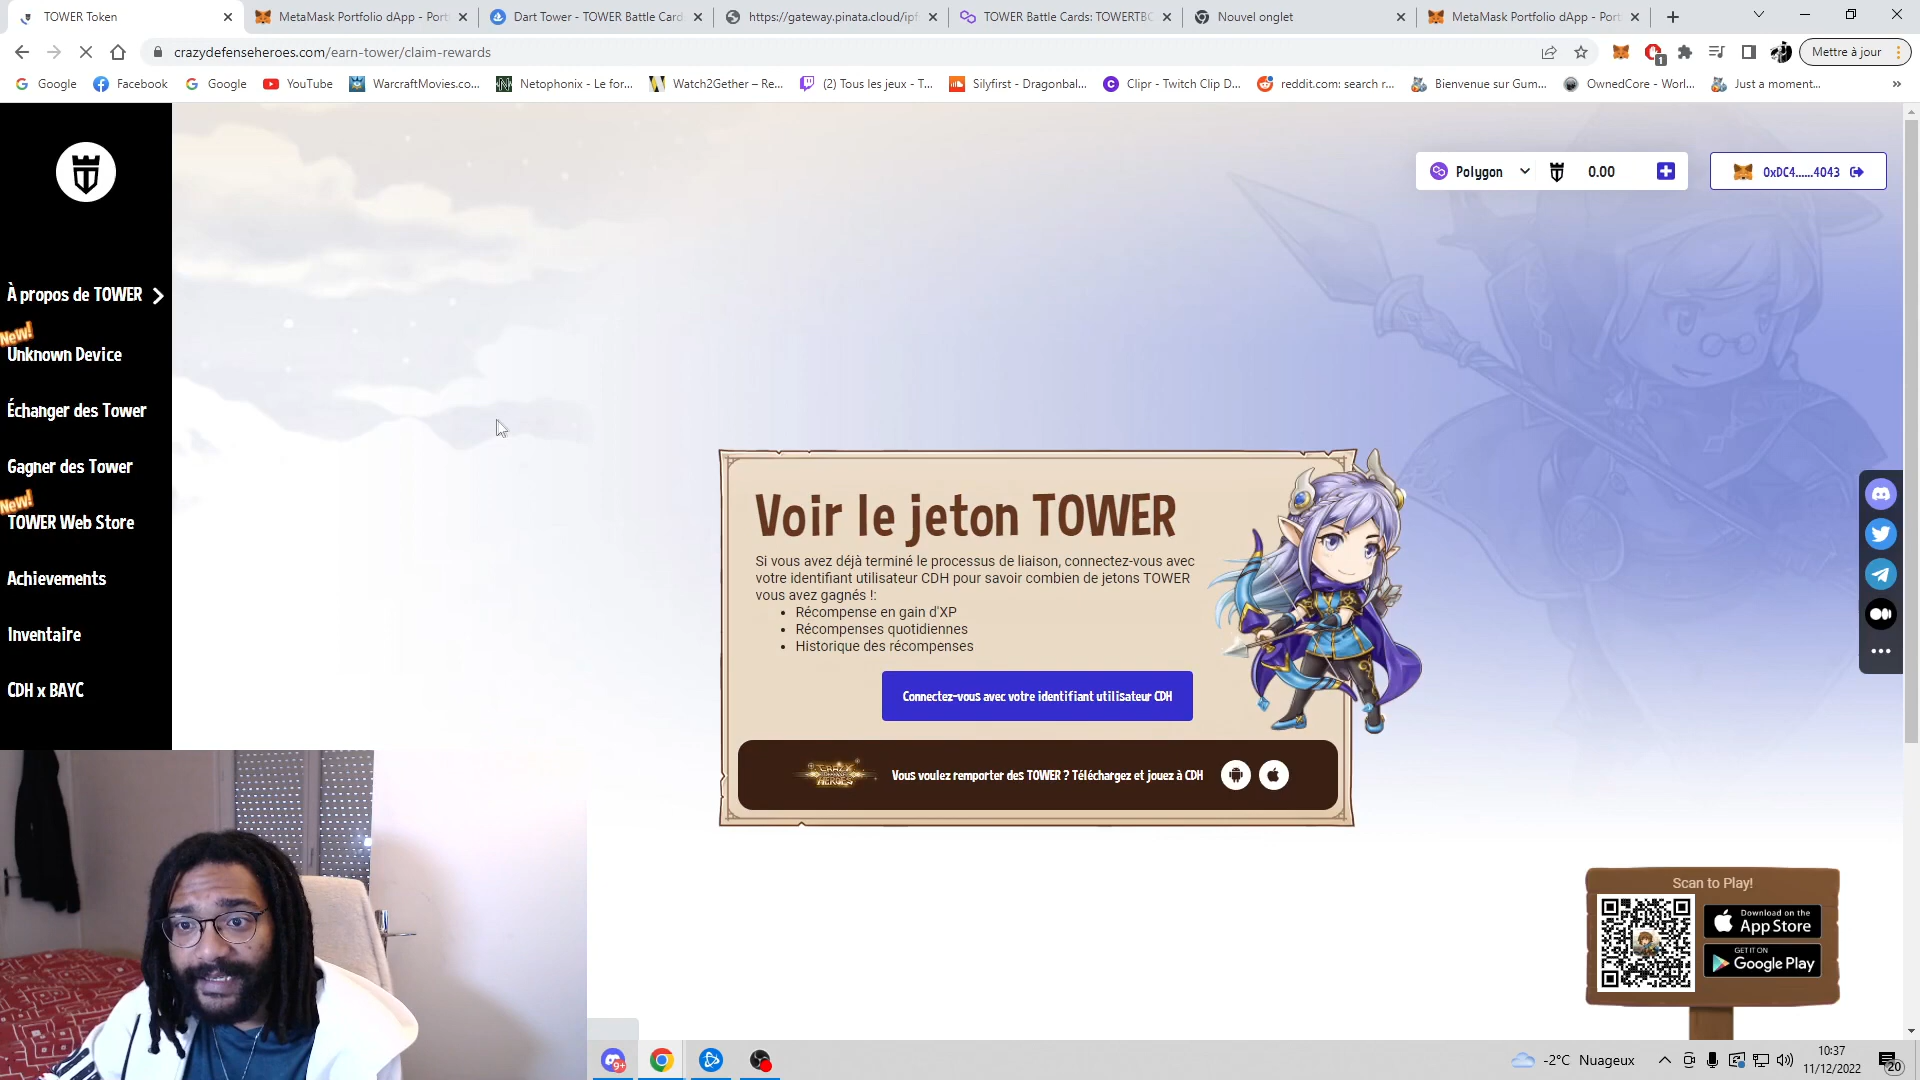 TOWER Token
MetaMask Portfolio dApp - Port
Dart Tower - TOWER Battle Card
https://gateway.pinata.cloud/ipf
TOWER Battle Cards: TOWERTBC
Nouvel onglet
MetaMask Portfolio dApp - Port
crazydefenseheroes.com/earn-tower/claim-rewards
1
Mettre à jour
Google
Facebook
Google
YouTube
WarcraftMovies.co...
Netophonix - Le for...
Watch2Gether – Re...
(2) Tous les jeux - T...
Silyfirst - Dragonbal...
Clipr - Twitch Clip D...
reddit.com: search r...
Bienvenue sur Gum...
OwnedCore - Worl...
Just a moment...
»
Polygon
0.00
0xDC4......4043
À propos de TOWER
New!
Unknown Device
Échanger des Tower
Gagner des Tower
New!
TOWER Web Store
Achievements
Inventaire
CDH x BAYC
Voir le jeton TOWER
Si vous avez déjà terminé le processus de liaison, connectez-vous avec
votre identifiant utilisateur CDH pour savoir combien de jetons TOWER
vous avez gagnés !:
• Récompense en gain d'XP
• Récompenses quotidiennes
• Historique des récompenses
Connectez-vous avec votre identifiant utilisateur CDH
CRAZY
DEFENSE
HEROES
Vous voulez remporter des TOWER ? Téléchargez et jouez à CDH
Scan to Play!
Download on the
App Store
GET IT ON
Google Play
9+
-2°C Nuageux
10:37
11/12/2022
20